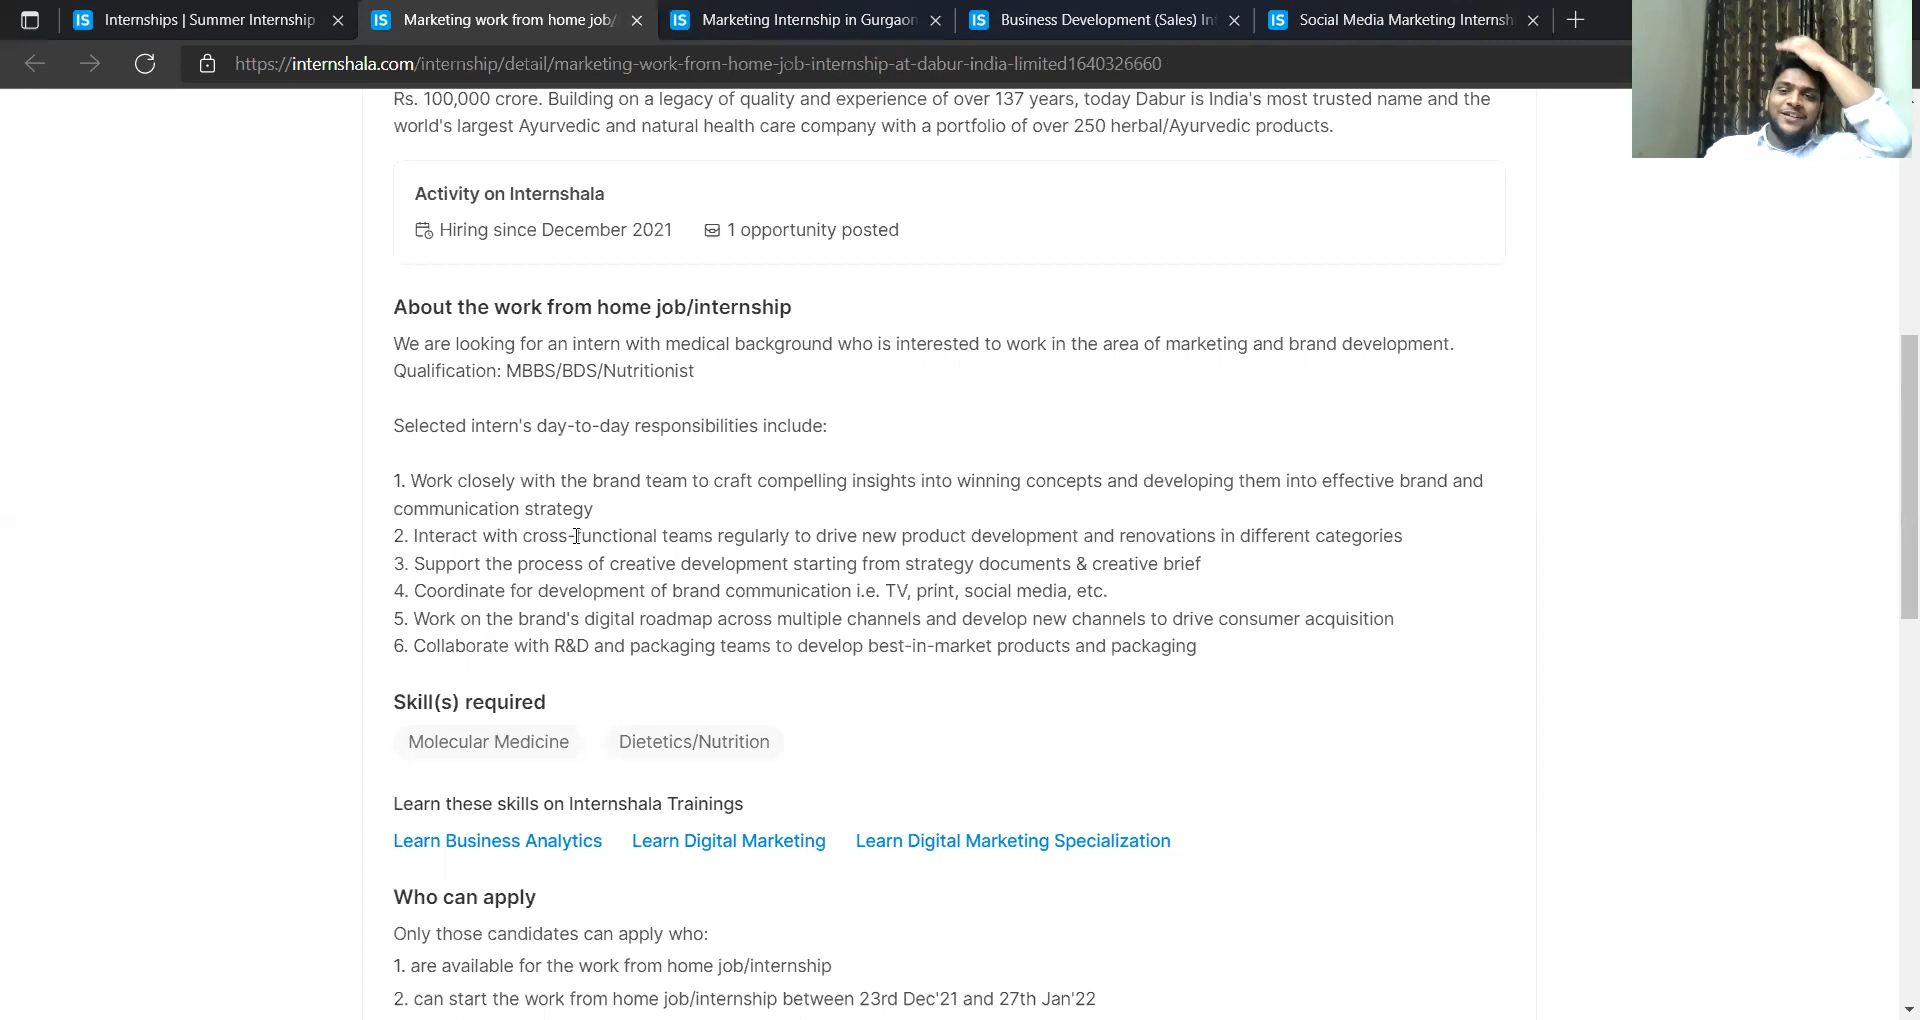 Internships | Summer Internship
Marketing work from home job/
Marketing Internship in Gurgaon
Business Development (Sales) In
Social Media Marketing Internsh
https://internshala.com/internship/detail/marketing-work-from-home-job-internship-at-dabur-india-limited1640326660
Rs. 100,000 crore. Building on a legacy of quality and experience of over 137 years, today Dabur is India's most trusted name and the
world's largest Ayurvedic and natural health care company with a portfolio of over 250 herbal/Ayurvedic products.
Activity on Internshala
Hiring since December 2021 1 opportunity posted
About the work from home job/internship
We are looking for an intern with medical background who is interested to work in the area of marketing and brand development.
Qualification: MBBS/BDS/Nutritionist
Selected intern's day-to-day responsibilities include:
1. Work closely with the brand team to craft compelling insights into winning concepts and developing them into effective brand and
communication strategy
2. Interact with cross-functional teams regularly to drive new product development and renovations in different categories
3. Support the process of creative development starting from strategy documents & creative brief
4. Coordinate for development of brand communication i.e. TV, print, social media, etc.
5. Work on the brand's digital roadmap across multiple channels and develop new channels to drive consumer acquisition
6. Collaborate with R&D and packaging teams to develop best-in-market products and packaging
Skill(s) required
Molecular Medicine Dietetics/Nutrition
Learn these skills on Internshala Trainings
Learn Business Analytics Learn Digital Marketing Learn Digital Marketing Specialization
Who can apply
Only those candidates can apply who:
1. are available for the work from home job/internship
2. can start the work from home job/internship between 23rd Dec'21 and 27th Jan'22